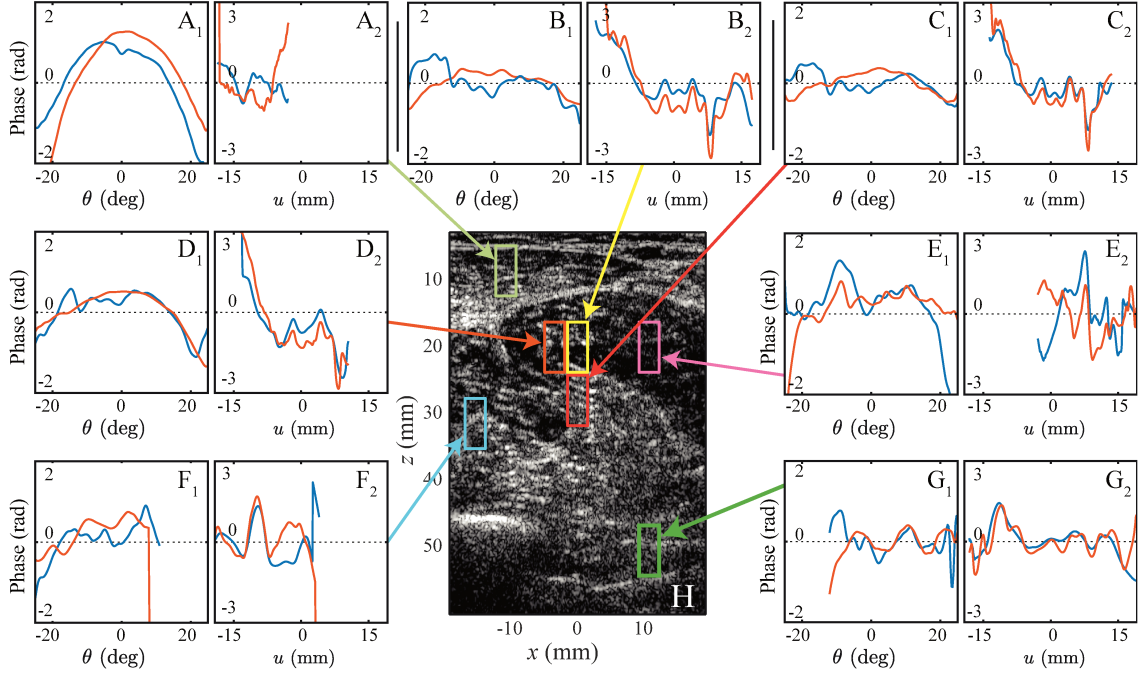 2 A1 3 A2 2 B1 3 B2 2 C1 3 C2
Phase (rad)
0 0 0 0 0 0
-2 -3 -2 -3 -2 -3
-20 0 20 -15 0 15 -20 0 20 -15 0 15 -20 0 20 -15 0 15
θ (deg) u (mm) θ (deg) u (mm) θ (deg) u (mm)
2 D1 3 D2 2 E1 3 E2
Phase (rad) Phase (rad)
0 0 0 0
-2 -3 -2 -3
-20 0 20 -15 0 15 -20 0 20 -15 0 15
θ (deg) u (mm) θ (deg) u (mm)
2 F1 3 F2 2 G1 3 G2
Phase (rad) Phase (rad)
0 0 0 0
-2 -3 -2 -3
-20 0 20 -15 0 15 -20 0 20 -15 0 15
θ (deg) u (mm) θ (deg) u (mm)
10
20
30
40
50
z (mm)
H
-10 0 10
x (mm)